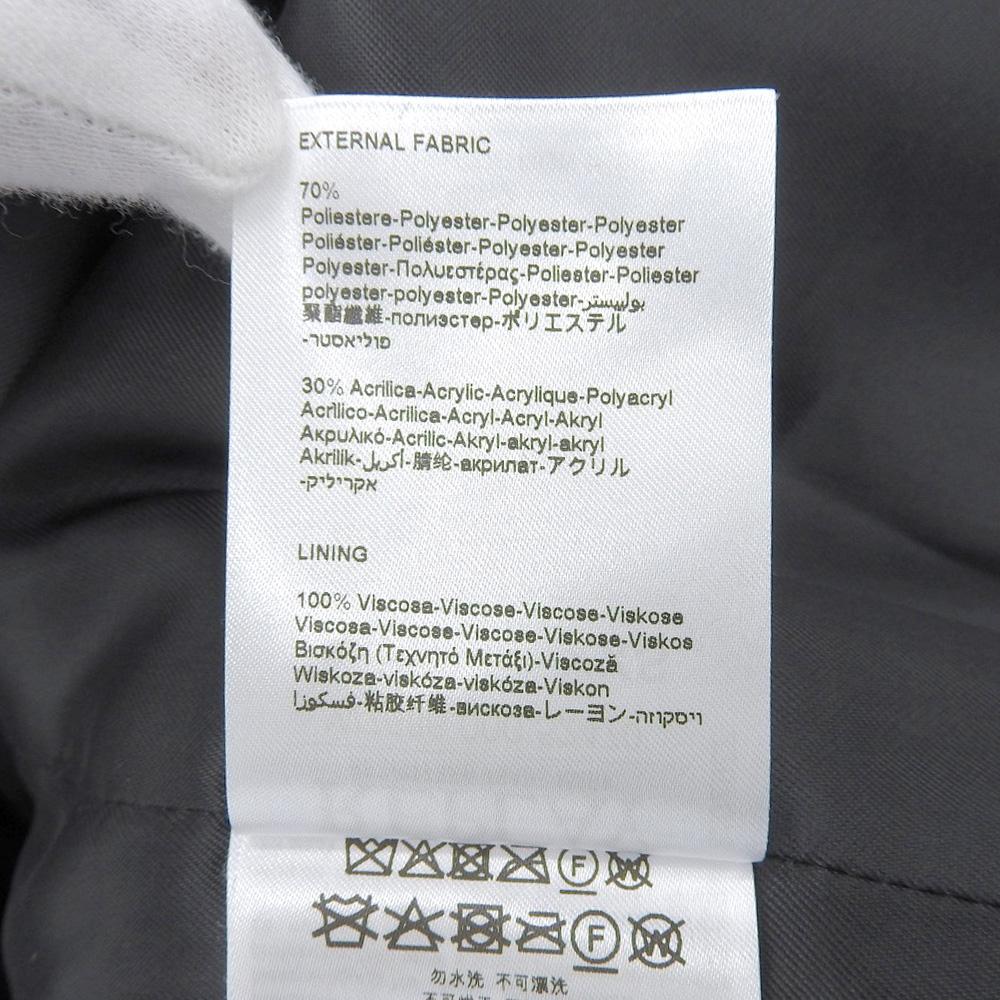 EXTERNAL FABRIC
70%
Poliestere-Polyester-Polyester-Polyester
Poliéster-Poliéster-Polyester-Polyester
Polyester-Πολυεστέρας-Poliester-Poliester
polyester-polyester-Polyester-بوليستر
聚酯纖維-полиэстер-ポリエステル
-פוליאסטר
30% Acrilica-Acrylic-Acrylique-Polyacryl
Acrílico-Acrilica-Acryl-Acryl-Akryl
Ακρυλικό-Acrilic-Akryl-akryl-akryl
Akrilik-أكريل-腈纶-акрилат-アクリル
-אקריליק
LINING
100% Viscosa-Viscose-Viscose-Viskose
Viscosa-Viscose-Viscose-Viskose-Viskos
Βισκόζη (Τεχνητό Μετάξι)-Viscoză
Wiskoza-viskóza-viskóza-Viskon
فسكوزا-粘胶纤维-вискоза-レーヨン-ויסקוזה
F W
F W
勿水洗 不可漂洗